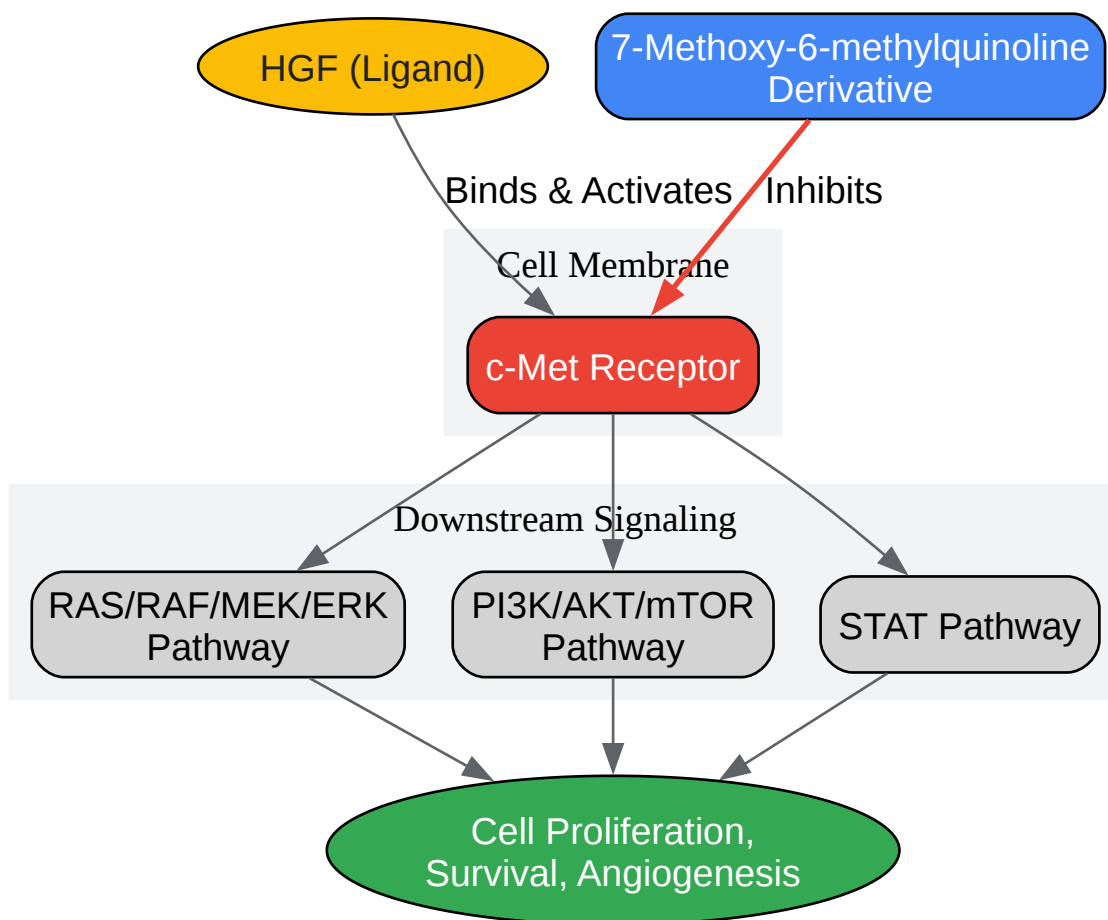 HGF (Ligand)
7-Methoxy-6-methylquinoline
Derivative
Binds & Activates
Inhibits
Cell Membrane
c-Met Receptor
Downstream Signaling
RAS/RAF/MEK/ERK
Pathway
PI3K/AKT/mTOR
Pathway
STAT Pathway
Cell Proliferation,
Survival, Angiogenesis